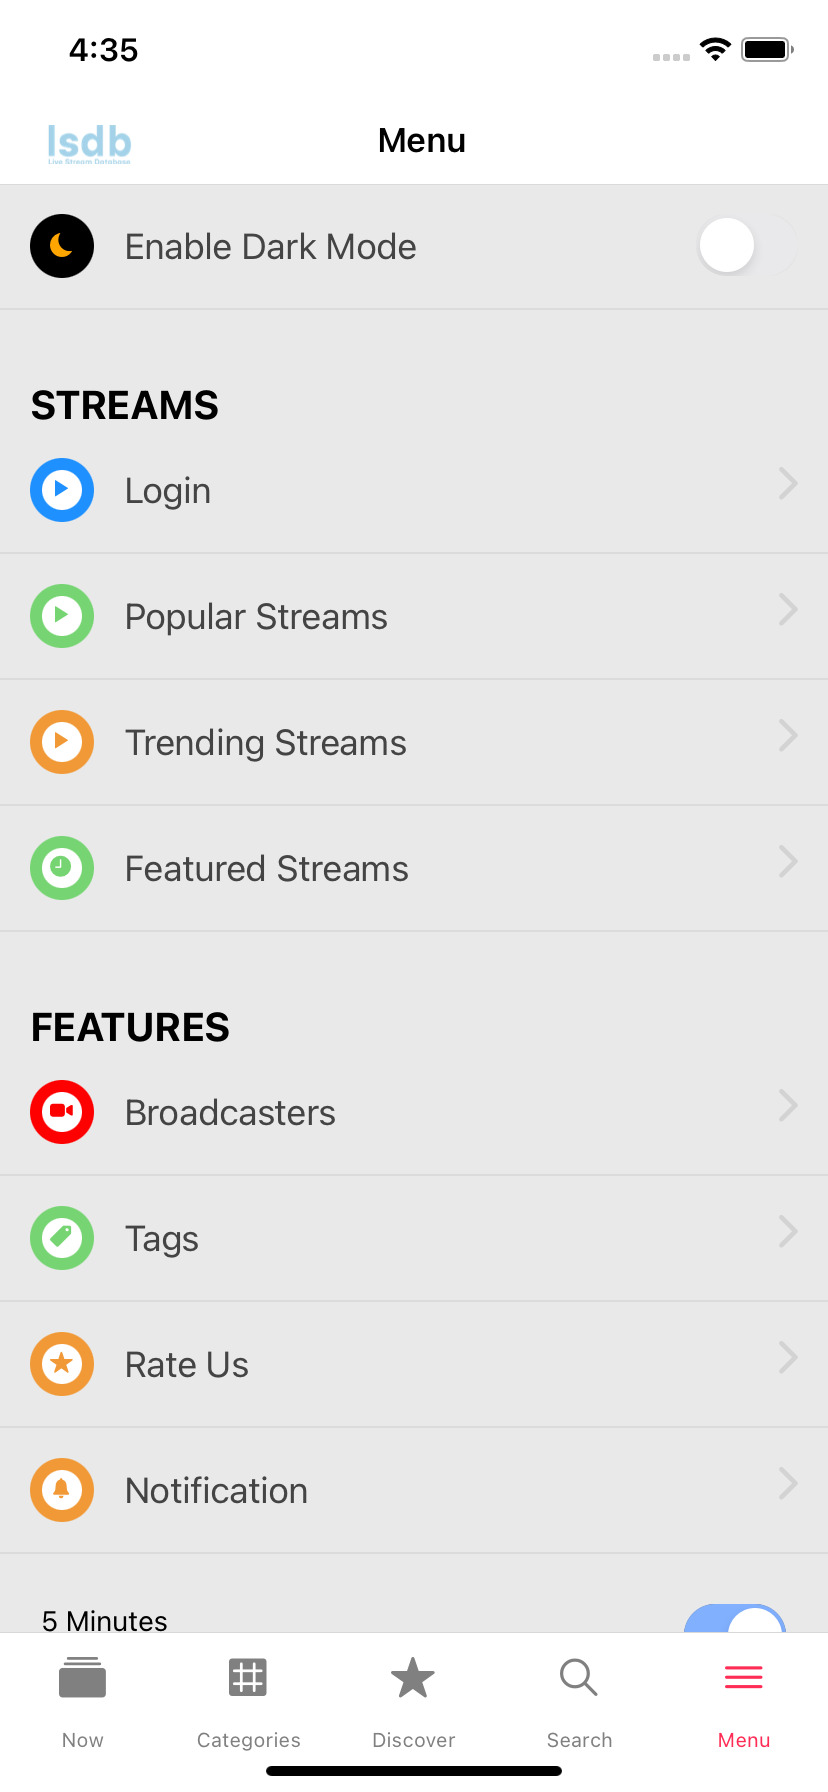 4:35
lsdb
Live Stream Database
Menu
Enable Dark Mode
STREAMS
Login
Popular Streams
Trending Streams
Featured Streams
FEATURES
Broadcasters
Tags
Rate Us
Notification
5 Minutes
Now
Categories
Discover
Search
Menu